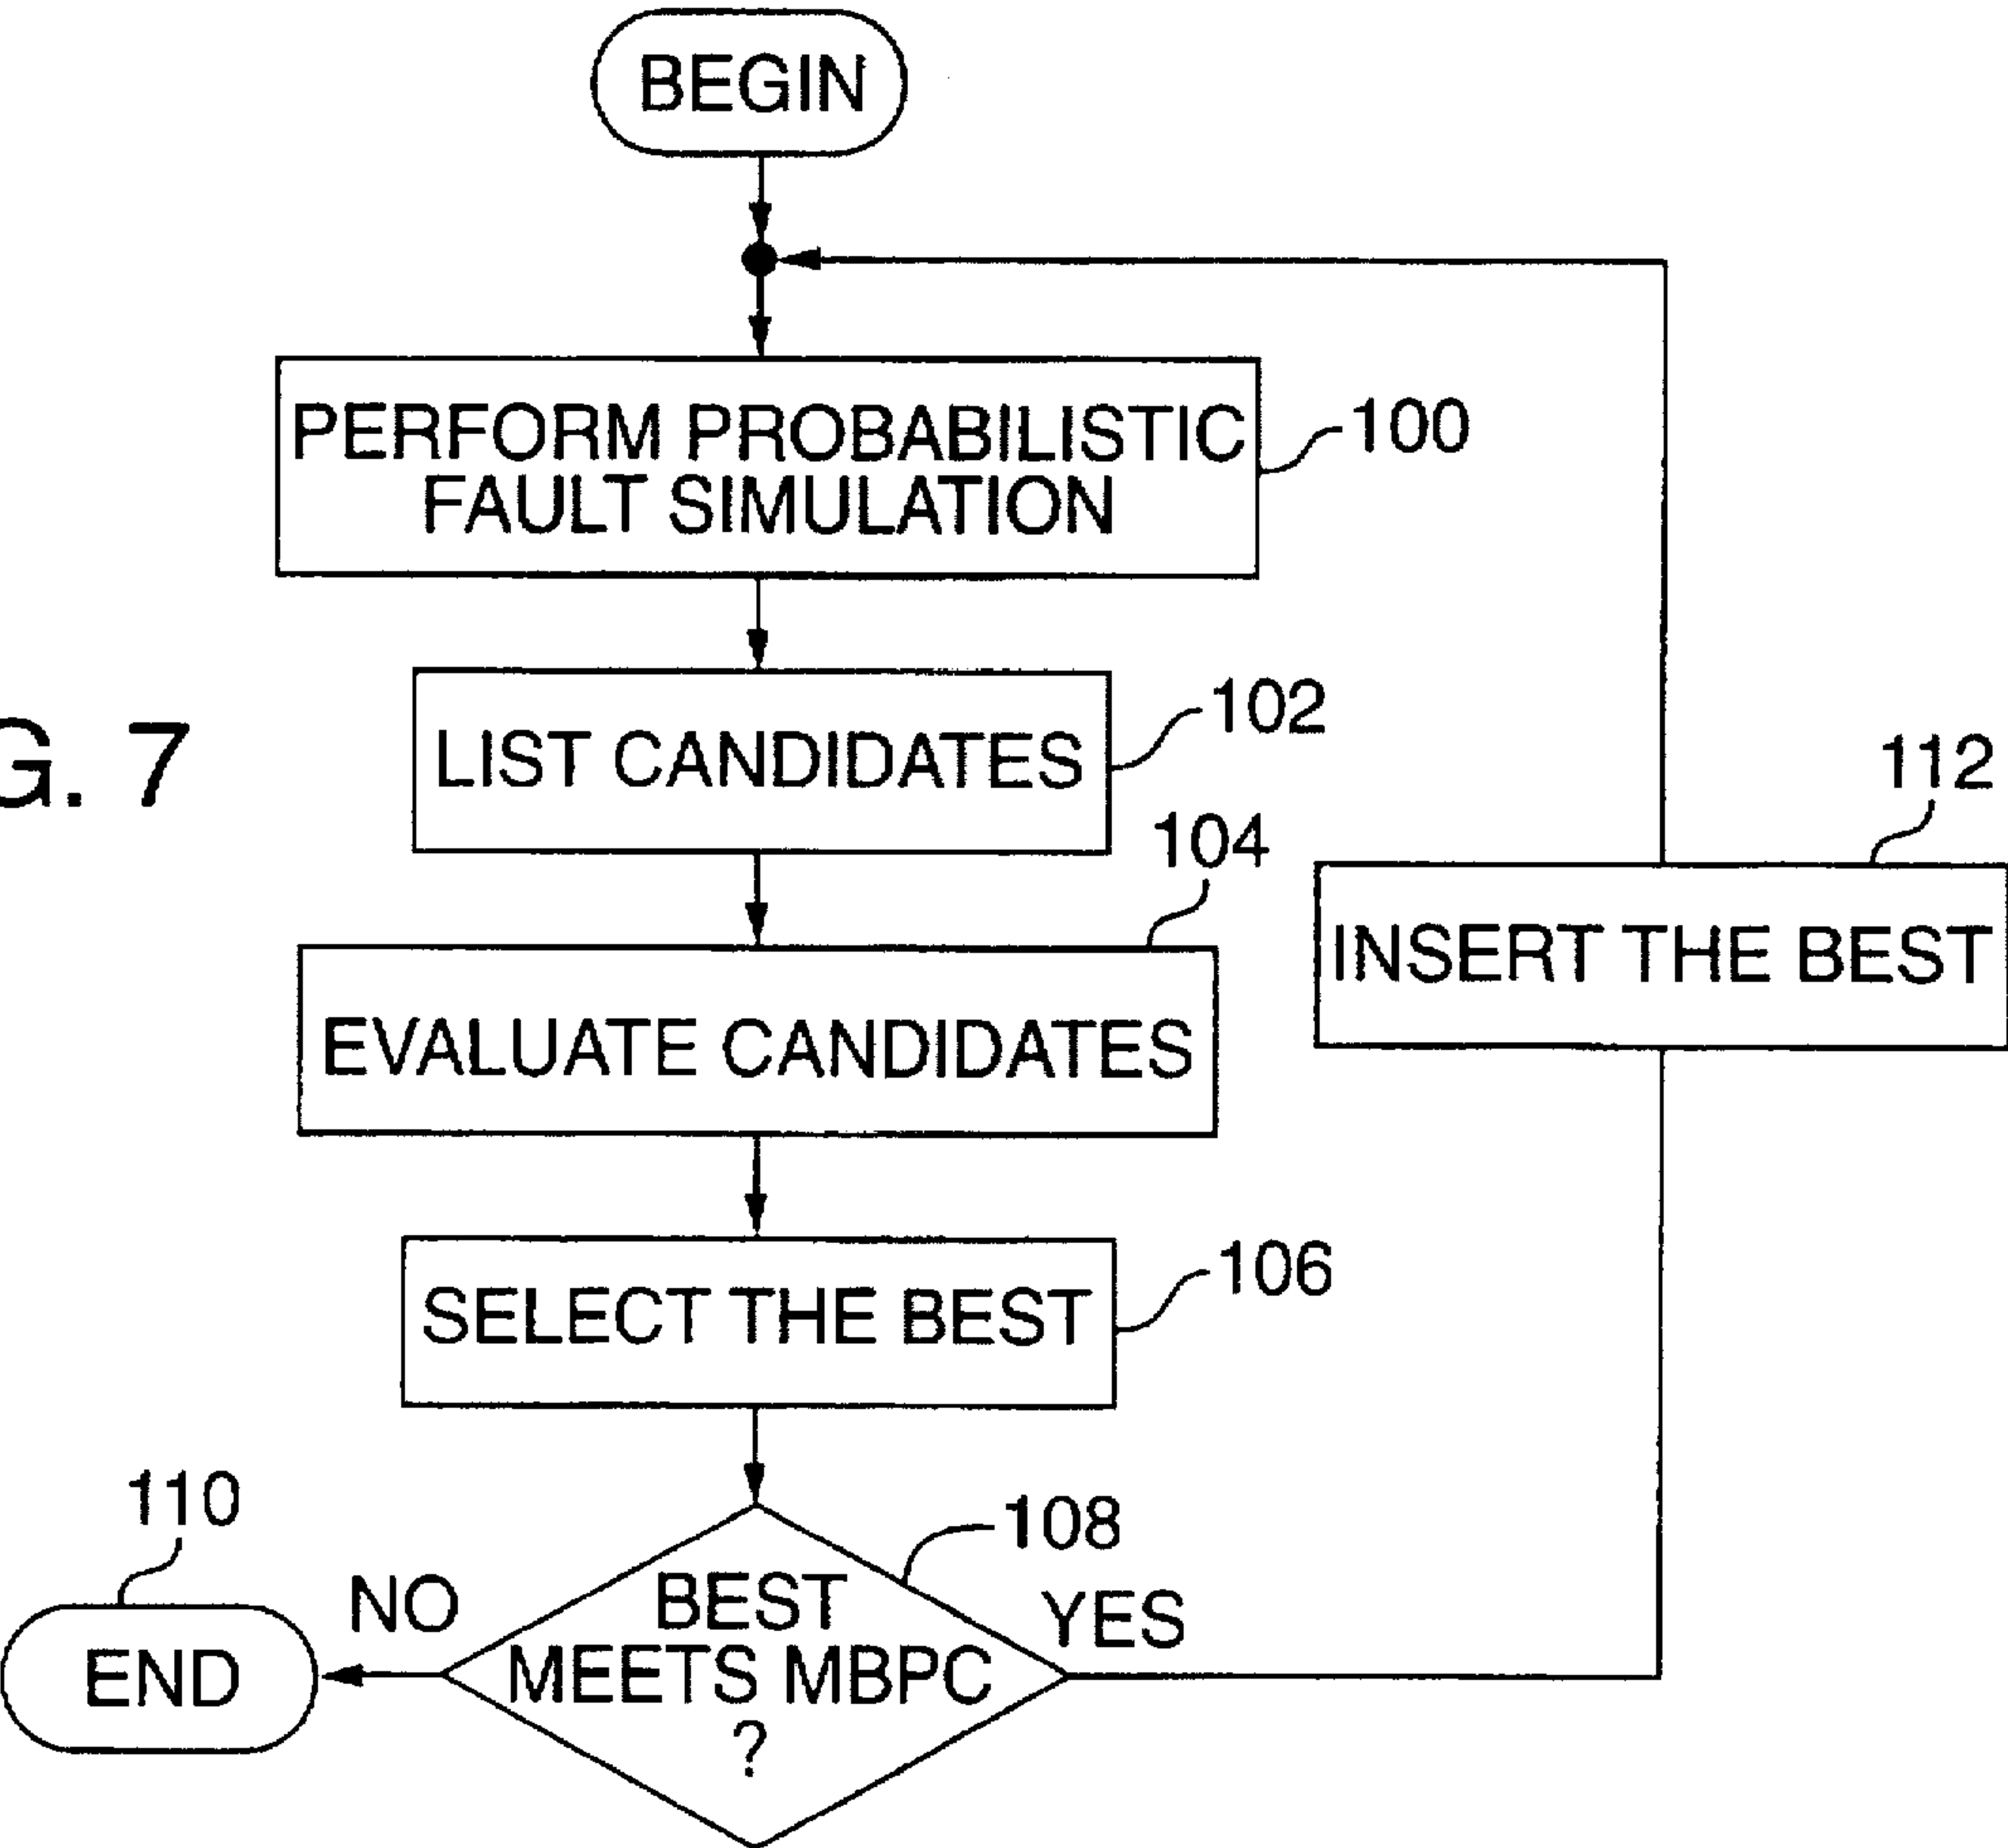 BEGIN
PERFORM PROBABILISTIC
FAULT SIMULATION
100
LIST CANDIDATES
102
G. 7
104
112
EVALUATE CANDIDATES
INSERT THE BEST
SELECT THE BEST
106
110
108
NO
BEST
MEETS MBPC
?
YES
END